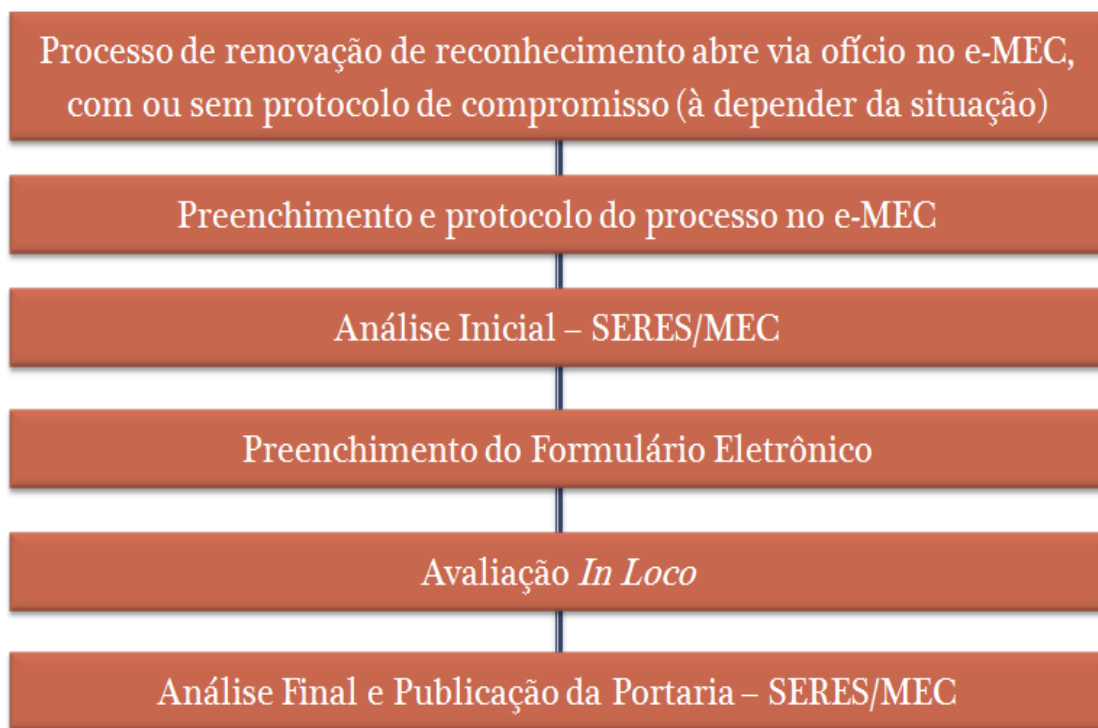 Processo de renovação de reconhecimento abre via ofício no e-MEC,
com ou sem protocolo de compromisso (à depender da situação)
Preenchimento e protocolo do processo no e-MEC
Análise Inicial – SERES/MEC
Preenchimento do Formulário Eletrônico
Avaliação In Loco
Análise Final e Publicação da Portaria – SERES/MEC